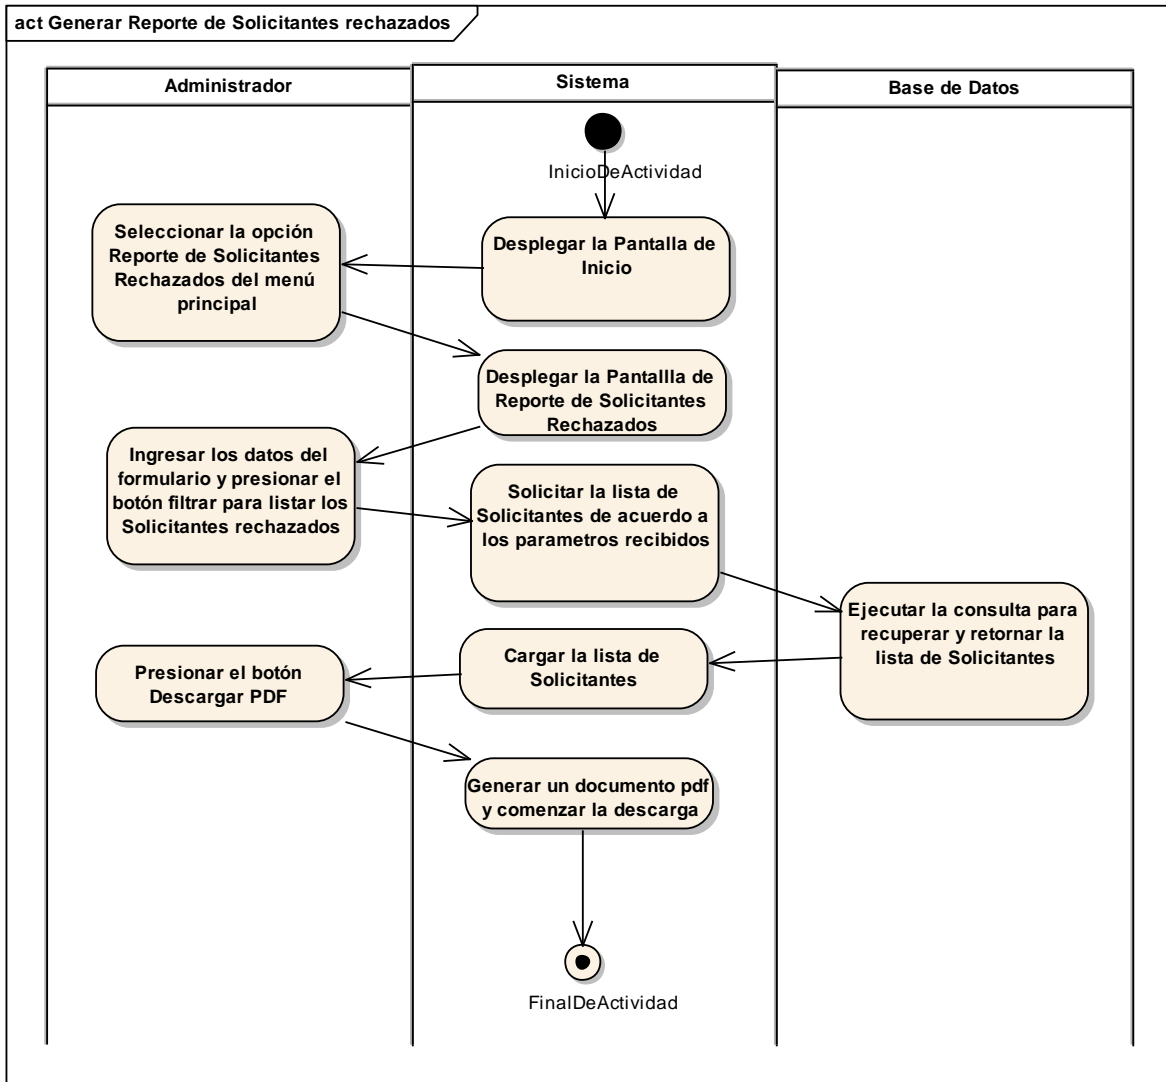 act Generar Reporte de Solicitantes rechazados
Administrador
Sistema
Base de Datos
InicioDeActividad
Desplegar la Pantalla de
Inicio
Seleccionar la opción
Reporte de Solicitantes
Rechazados del menú
principal
Desplegar la Pantallla de
Reporte de Solicitantes
Rechazados
Ingresar los datos del
formulario y presionar el
botón filtrar para listar los
Solicitantes rechazados
Solicitar la lista de
Solicitantes de acuerdo a
los parametros recibidos
Ejecutar la consulta para
recuperar y retornar la
lista de Solicitantes
Cargar la lista de
Solicitantes
Presionar el botón
Descargar PDF
Generar un documento pdf
y comenzar la descarga
FinalDeActividad